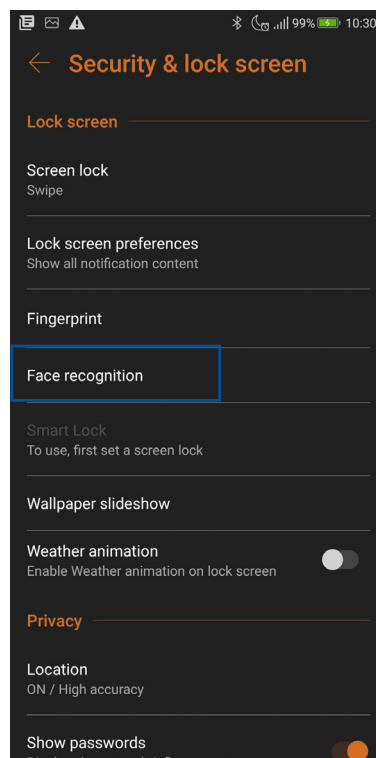 99% 10:30
Security & lock screen
Lock screen
Screen lock
Swipe
Lock screen preferences
Show all notification content
Fingerprint
Face recognition
Smart Lock
To use, first set a screen lock
Wallpaper slideshow
Weather animation
Enable Weather animation on lock screen
Privacy
Location
ON / High accuracy
Show passwords